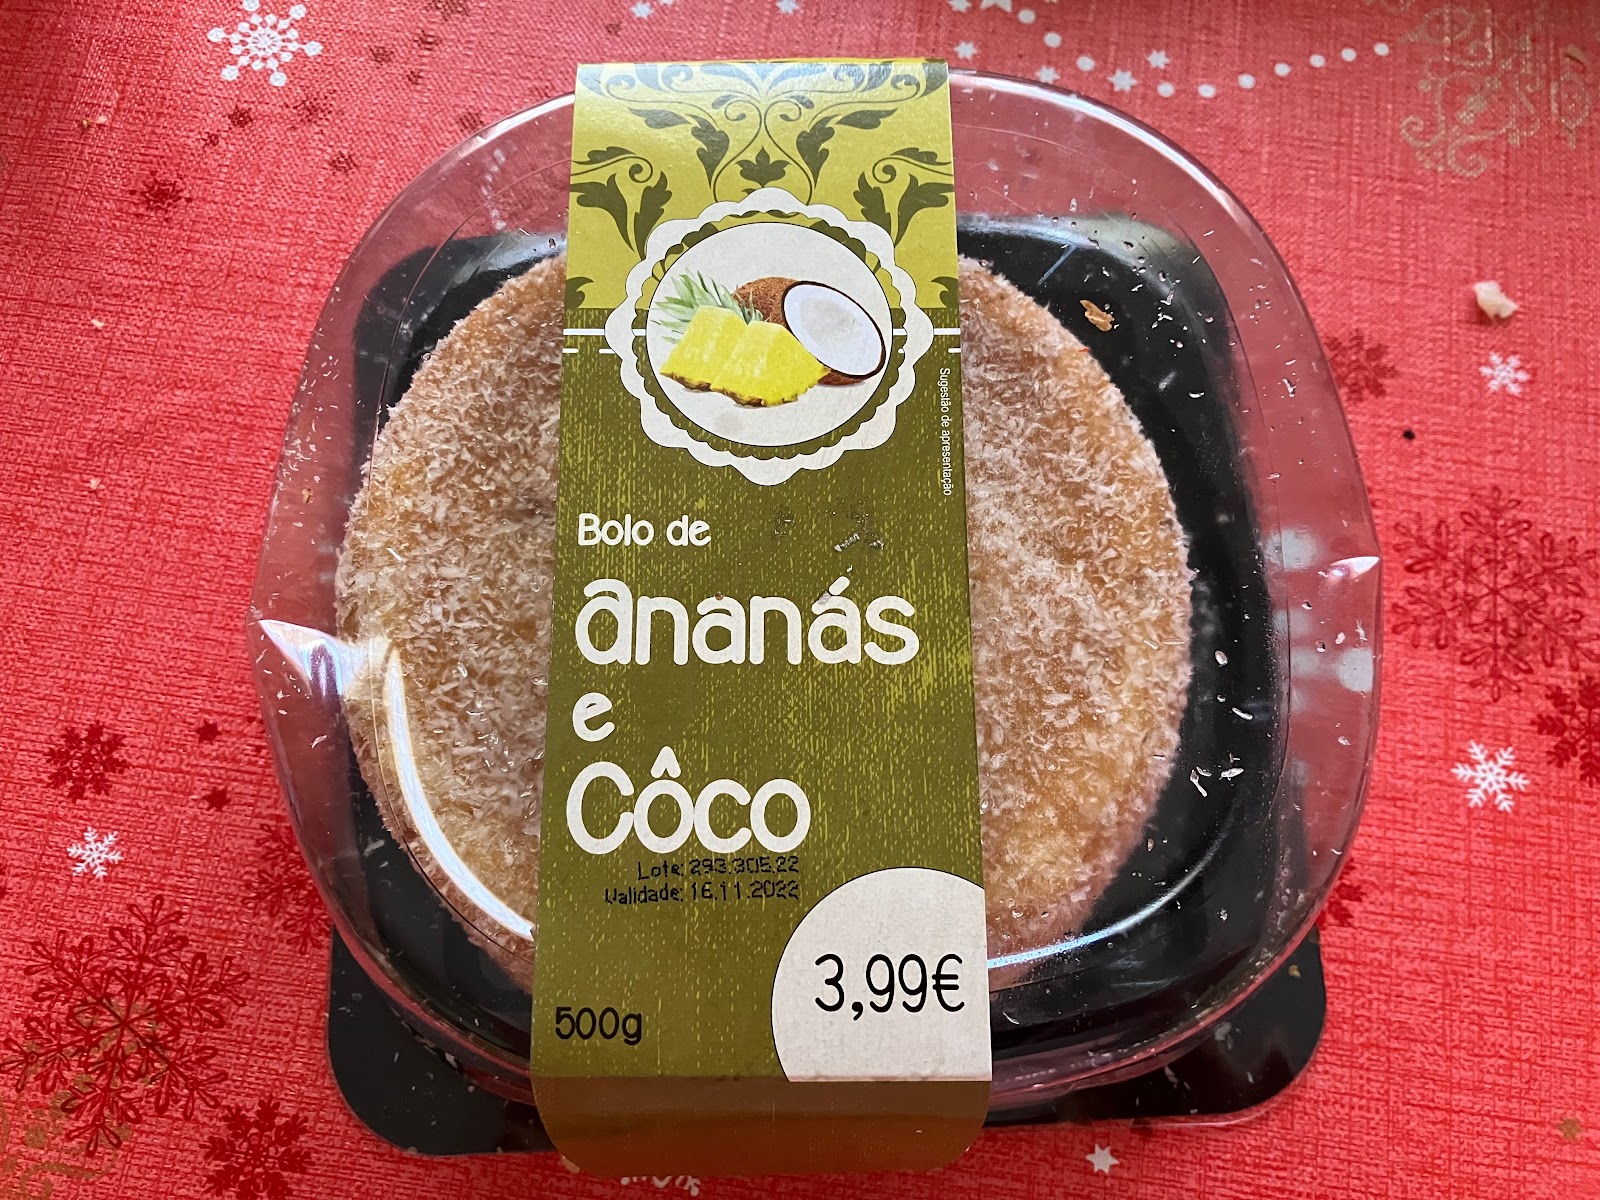 Sugestão de apresentação
Bolo de
ananás
e
Côco
Lote: 293.305.22
Validade: 16.11.2022
3,99€
500g